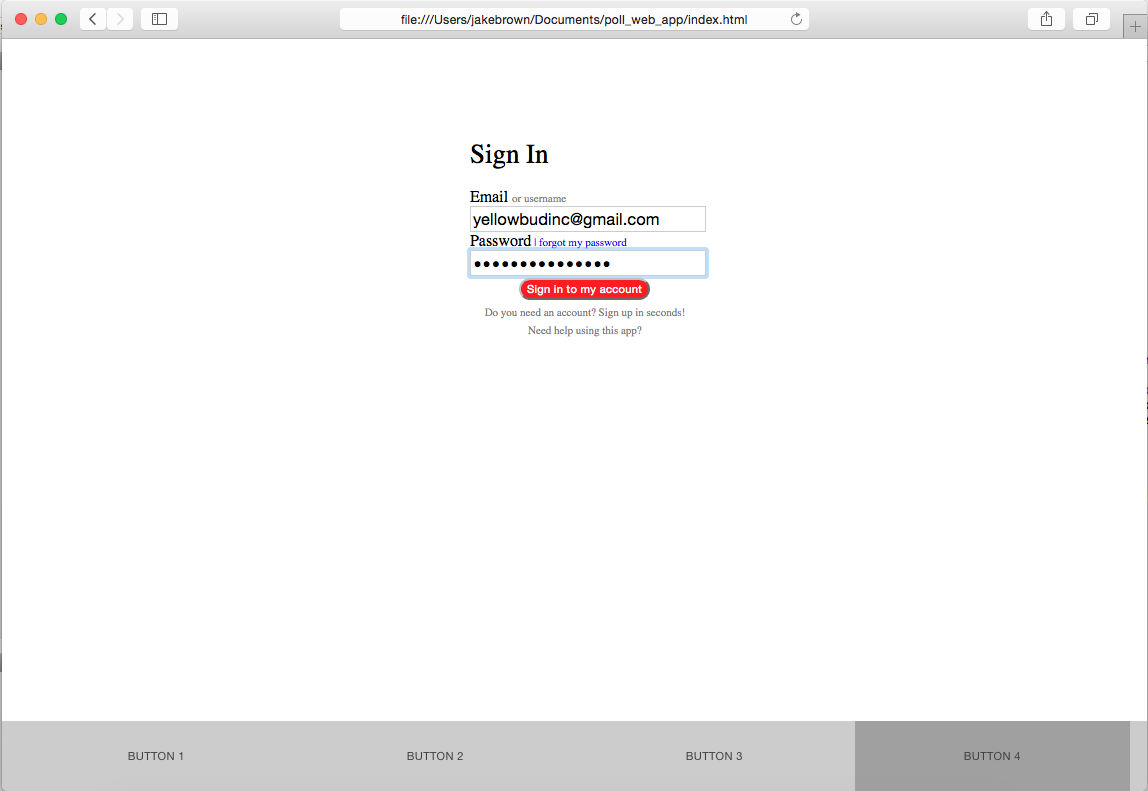 file:///Users/jakebrown/Documents/poll_web_app/index.html
Sign In
Email or username
yellowbudinc@gmail.com
Password | forgot my password
●●●●●●●●●●●●●●●
Sign in to my account
Do you need an account? Sign up in seconds!
Need help using this app?
BUTTON 1 BUTTON 2 BUTTON 3 BUTTON 4